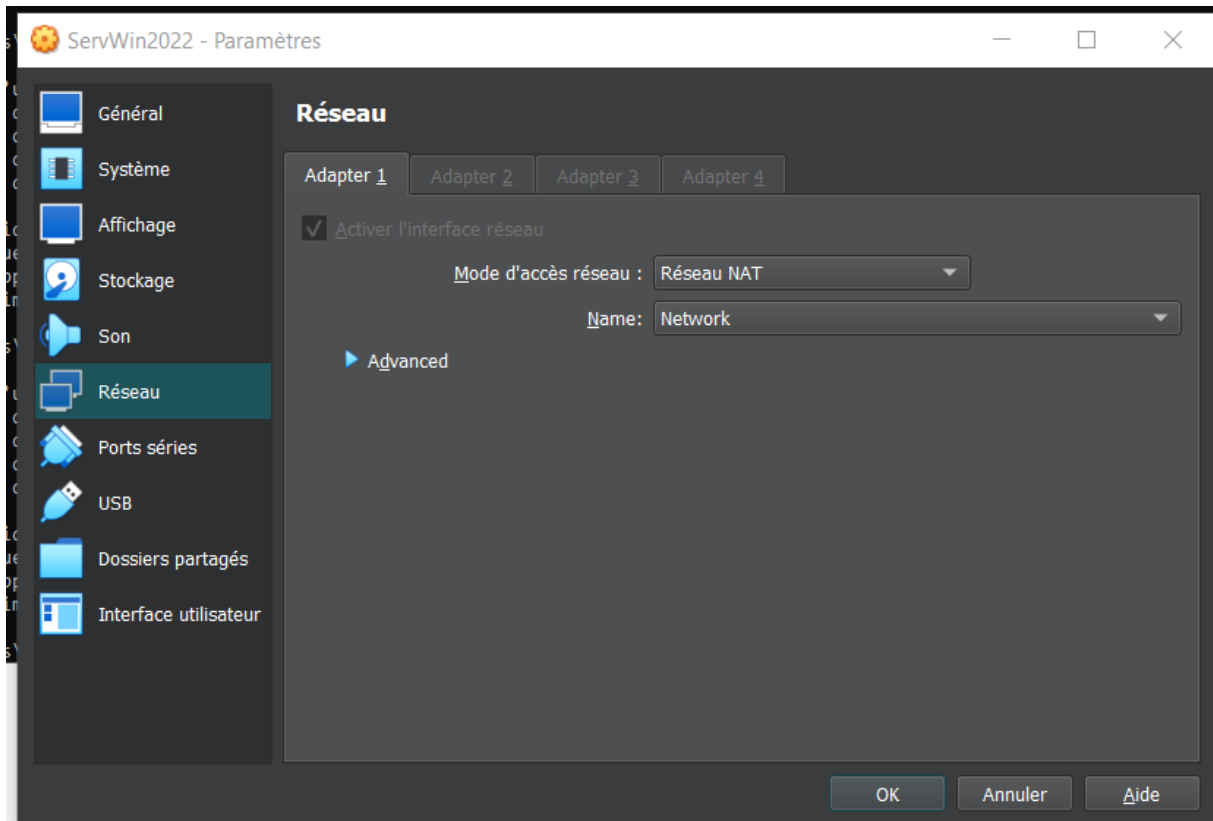 ServWin2022 - Paramètres
Général
Système
Affichage
Stockage
Son
Réseau
Ports séries
USB
Dossiers partagés
Interface utilisateur
Réseau
Adapter 1
Adapter 2
Adapter 3
Adapter 4
Activer l'interface réseau
Mode d'accès réseau : Réseau NAT
Name: Network
Advanced
OK
Annuler
Aide